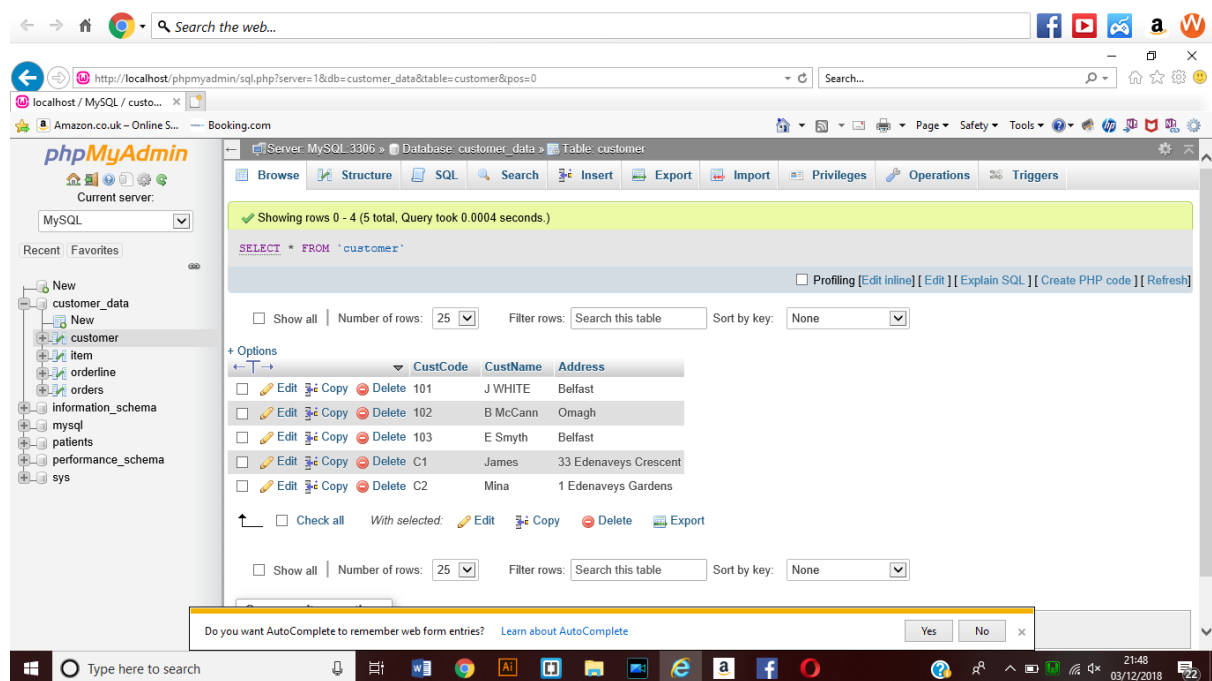 Search the web...
a
http://localhost/phpmyadmin/sql.php?server=1&db=customer_data&table=customer&pos=0
Search...
localhost / MySQL / custo...
Amazon.co.uk – Online S...
Booking.com
Page
Safety
Tools
phpMyAdmin
Current server:
MySQL
Recent
Favorites
New
customer_data
New
customer
item
orderline
orders
information_schema
mysql
patients
performance_schema
sys
Server: MySQL:3306 » Database: customer_data » Table: customer
Browse
Structure
SQL
Search
Insert
Export
Import
Privileges
Operations
Triggers
Showing rows 0 - 4 (5 total, Query took 0.0004 seconds.)
SELECT * FROM `customer`
Profiling [Edit inline] [ Edit ] [ Explain SQL ] [ Create PHP code ] [ Refresh]
Show all | Number of rows: 25 Filter rows: Search this table Sort by key: None
+ Options
CustCode CustName Address
Edit Copy Delete 101 J WHITE Belfast
Edit Copy Delete 102 B McCann Omagh
Edit Copy Delete 103 E Smyth Belfast
Edit Copy Delete C1 James 33 Edenaveys Crescent
Edit Copy Delete C2 Mina 1 Edenaveys Gardens
Check all With selected: Edit Copy Delete Export
Show all | Number of rows: 25 Filter rows: Search this table Sort by key: None
Do you want AutoComplete to remember web form entries? Learn about AutoComplete
Yes
No
Type here to search
Ai
a
21:48
03/12/2018
22